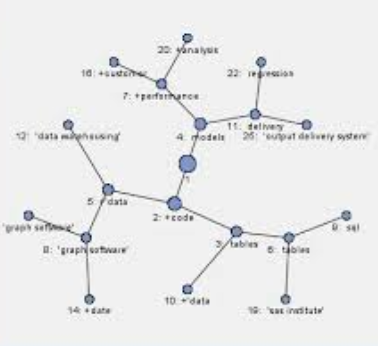 20: +analysis
16: +customer
22: regression
7: +performance
11: delivery
4: models
25: 'output delivery system'
12: 'data warehousing'
1
5: +'data
2: +code
'graph software'
9: sql
3: tables
8: 'graph software'
6: tables
10: +'data
14: +date
19: 'sas institute'